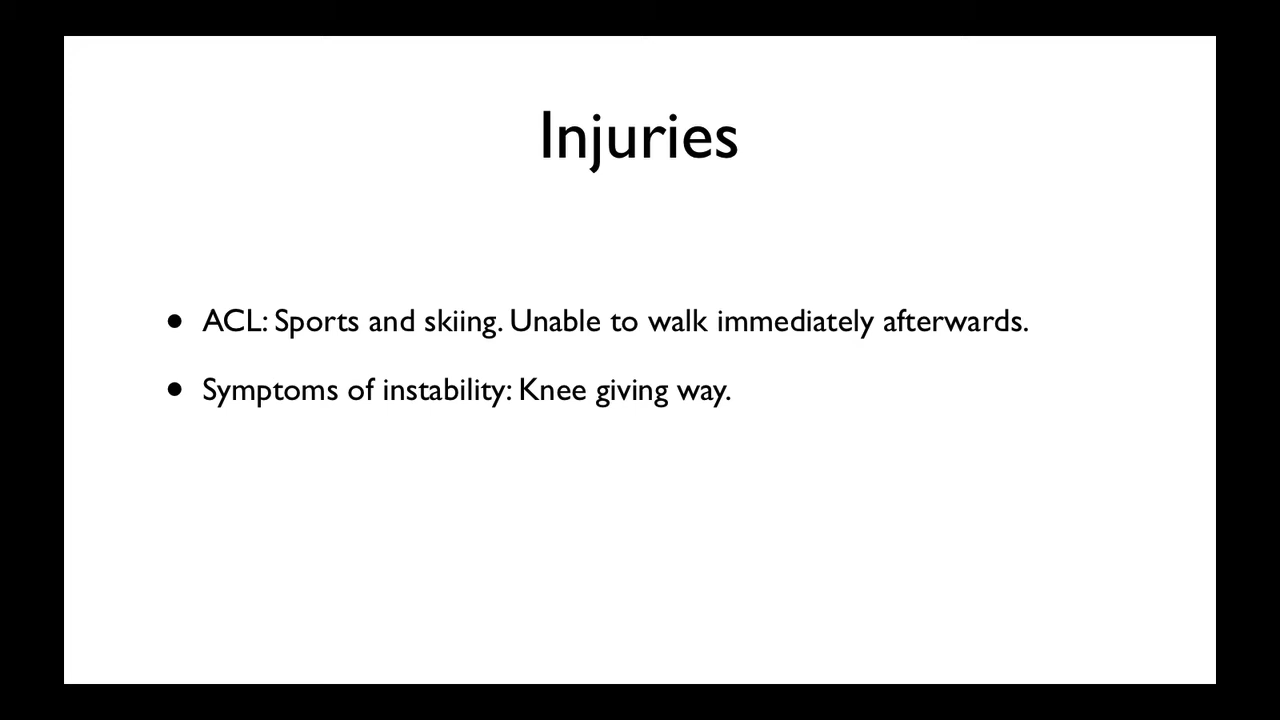 Injuries
• ACL: Sports and skiing. Unable to walk immediately afterwards.
• Symptoms of instability: Knee giving way.